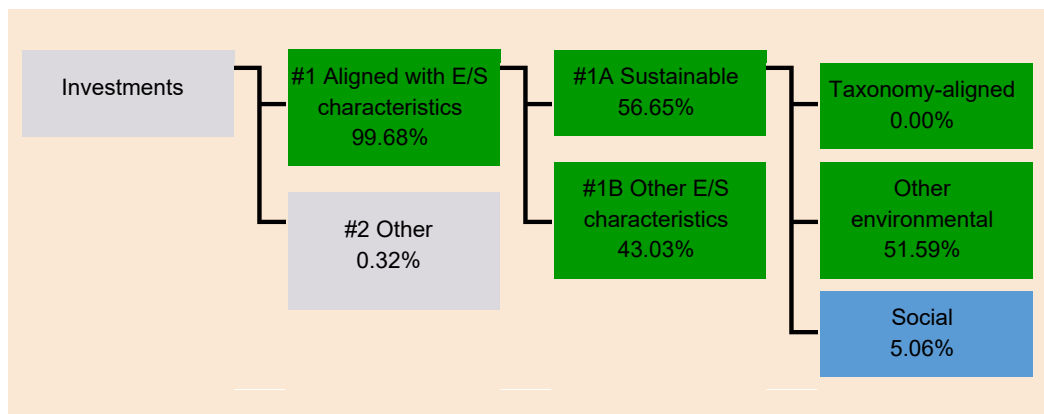 Investments
#1 Aligned with E/S
characteristics
99.68%
#2 Other
0.32%
#1A Sustainable
56.65%
#1B Other E/S
characteristics
43.03%
Taxonomy-aligned
0.00%
Other
environmental
51.59%
Social
5.06%